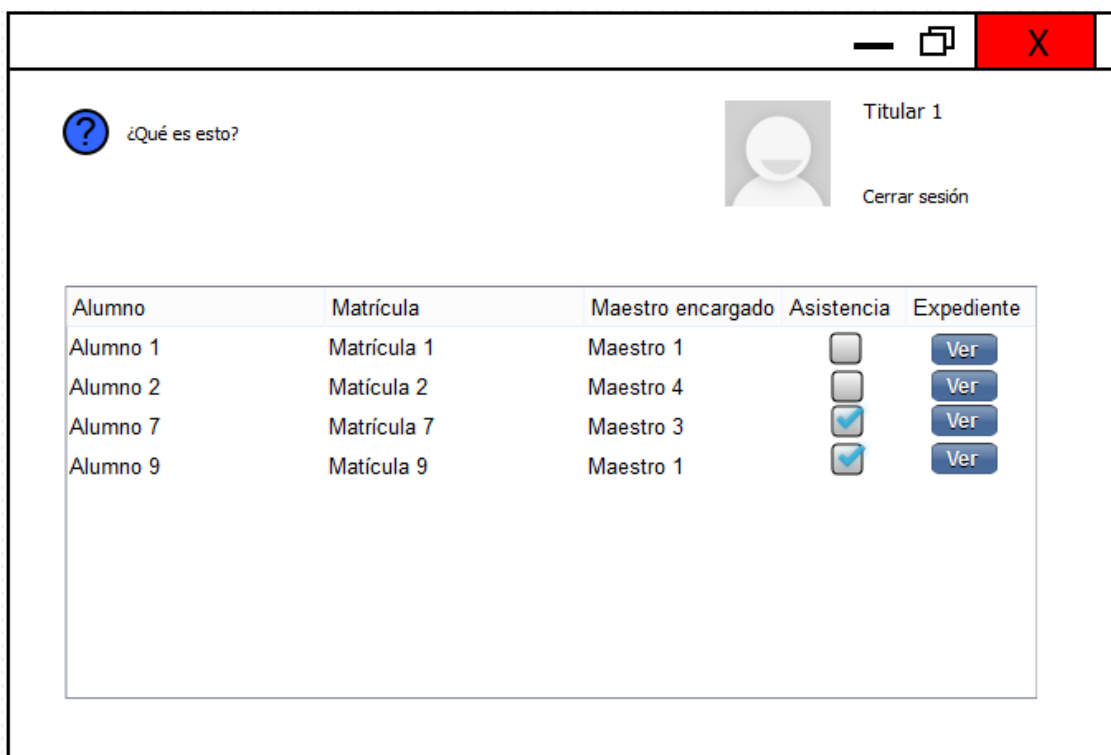 X
? ¿Qué es esto?
Titular 1
Cerrar sesión
Alumno Matrícula Maestro encargado Asistencia Expediente
Alumno 1 Matrícula 1 Maestro 1 Ver
Alumno 2 Matícula 2 Maestro 4 Ver
Alumno 7 Matrícula 7 Maestro 3 Ver
Alumno 9 Matícula 9 Maestro 1 Ver